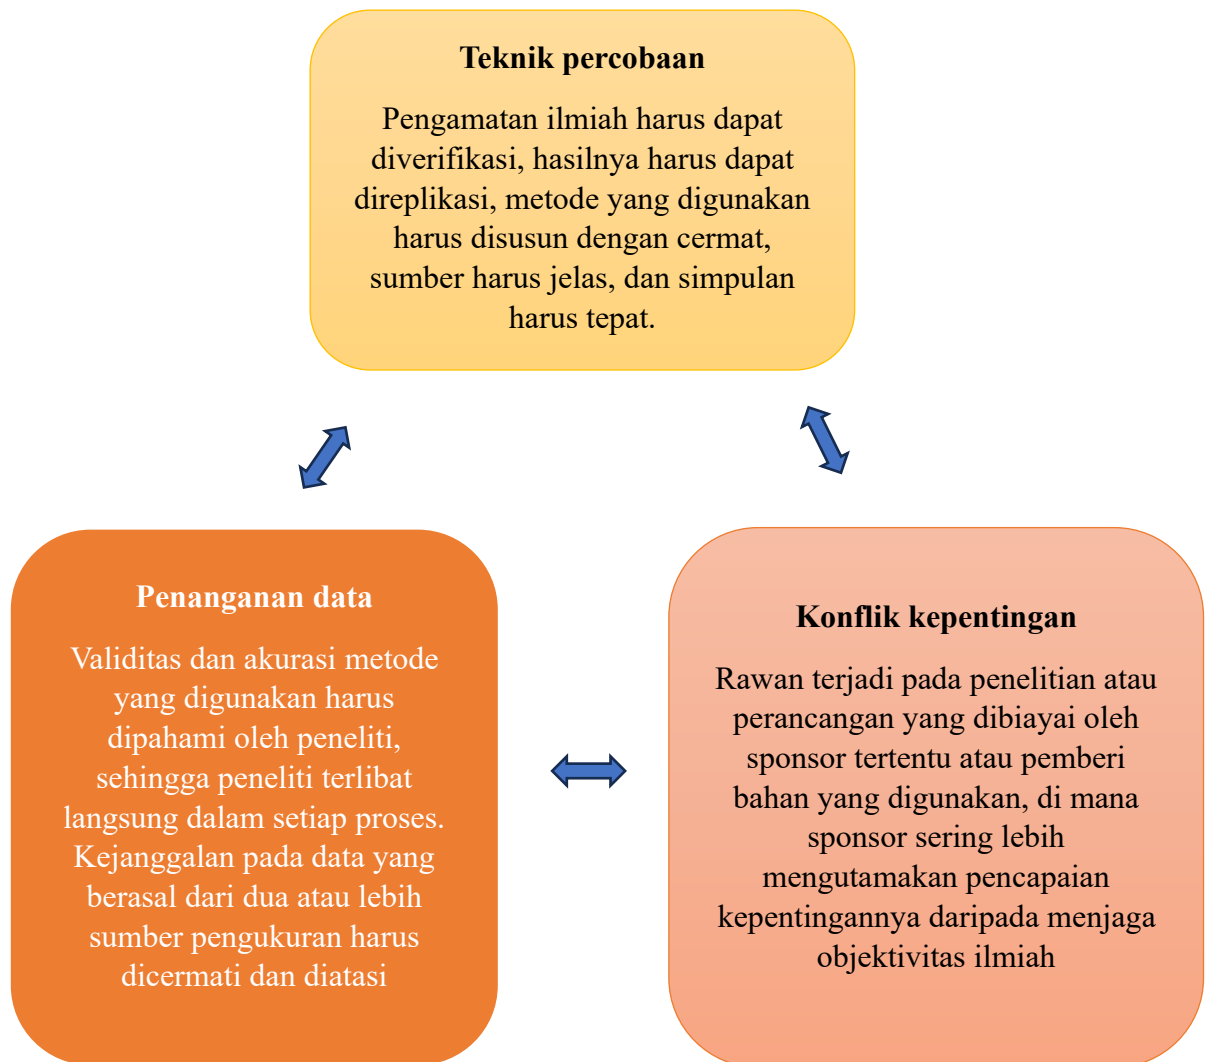 Teknik percobaan
Pengamatan ilmiah harus dapat
diverifikasi, hasilnya harus dapat
direplikasi, metode yang digunakan
harus disusun dengan cermat,
sumber harus jelas, dan simpulan
harus tepat.
Penanganan data
Validitas dan akurasi metode
yang digunakan harus
dipahami oleh peneliti,
sehingga peneliti terlibat
langsung dalam setiap proses.
Kejanggalan pada data yang
berasal dari dua atau lebih
sumber pengukuran harus
dicermati dan diatasi
Konflik kepentingan
Rawan terjadi pada penelitian atau
perancangan yang dibiayai oleh
sponsor tertentu atau pemberi
bahan yang digunakan, di mana
sponsor sering lebih
mengutamakan pencapaian
kepentingannya daripada menjaga
objektivitas ilmiah